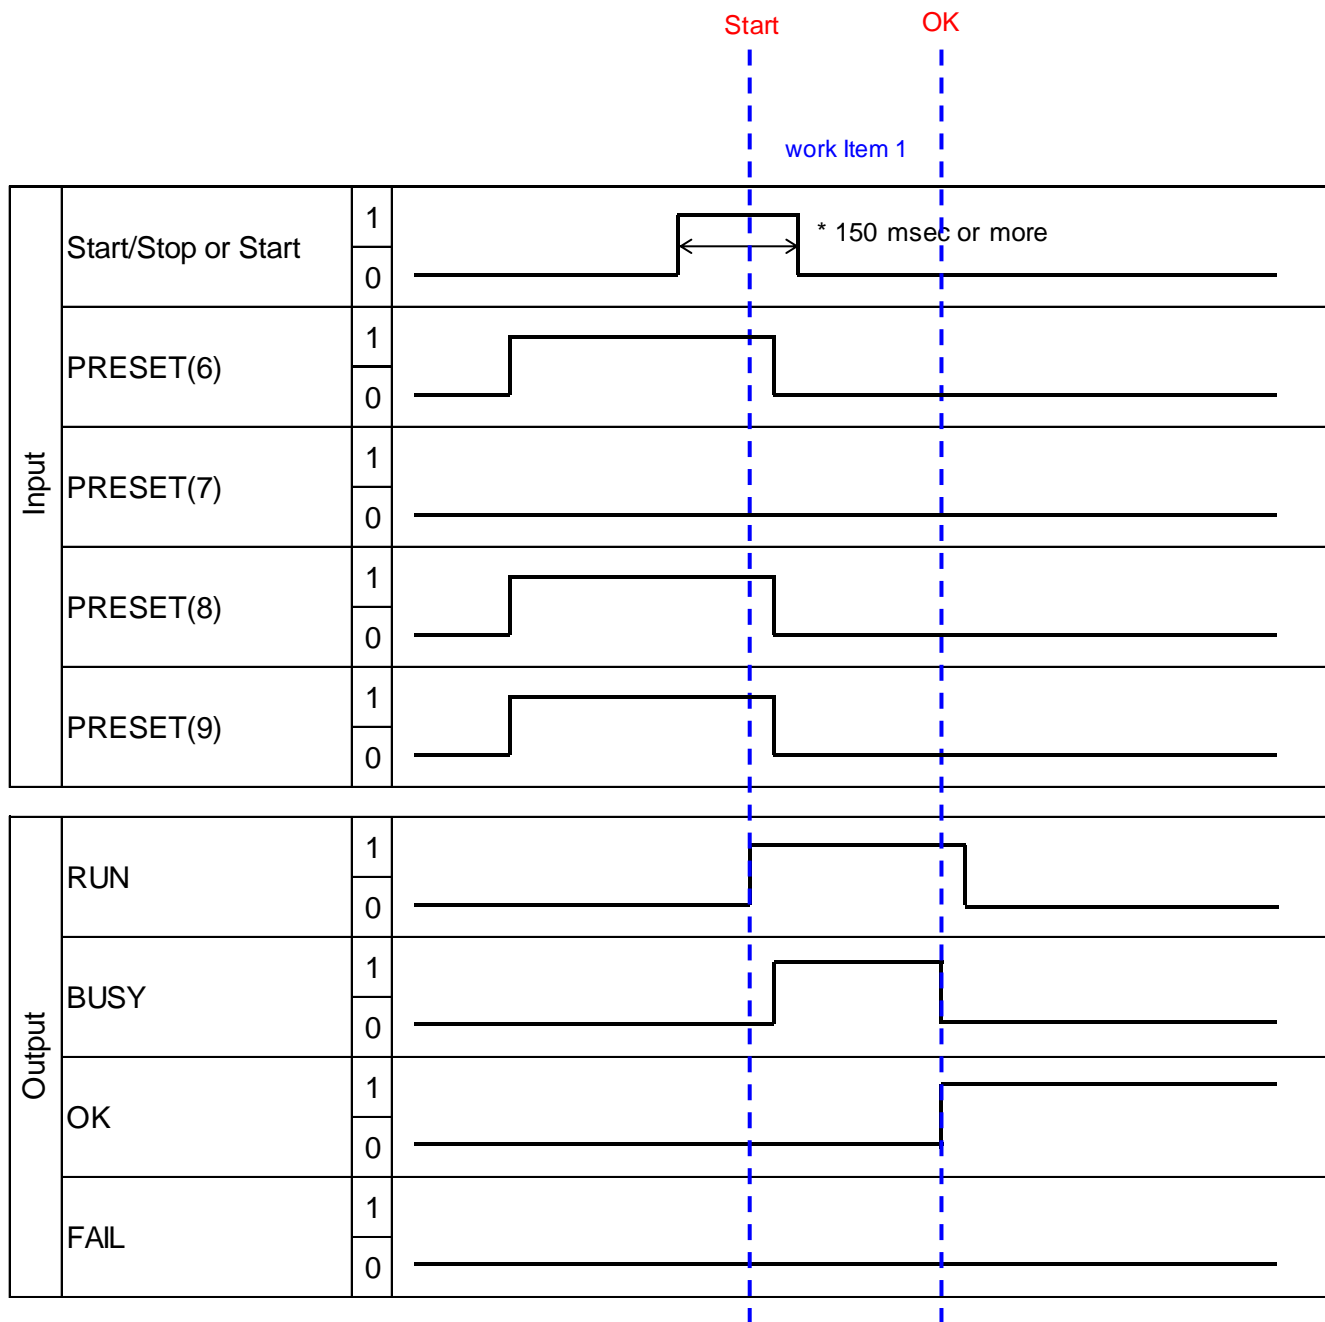 Start OK
work Item 1
Input
Start/Stop or Start 1 0 * 150 msec or more
PRESET(6) 1 0
PRESET(7) 1 0
PRESET(8) 1 0
PRESET(9) 1 0
Output
RUN 1 0
BUSY 1 0
OK 1 0
FAIL 1 0